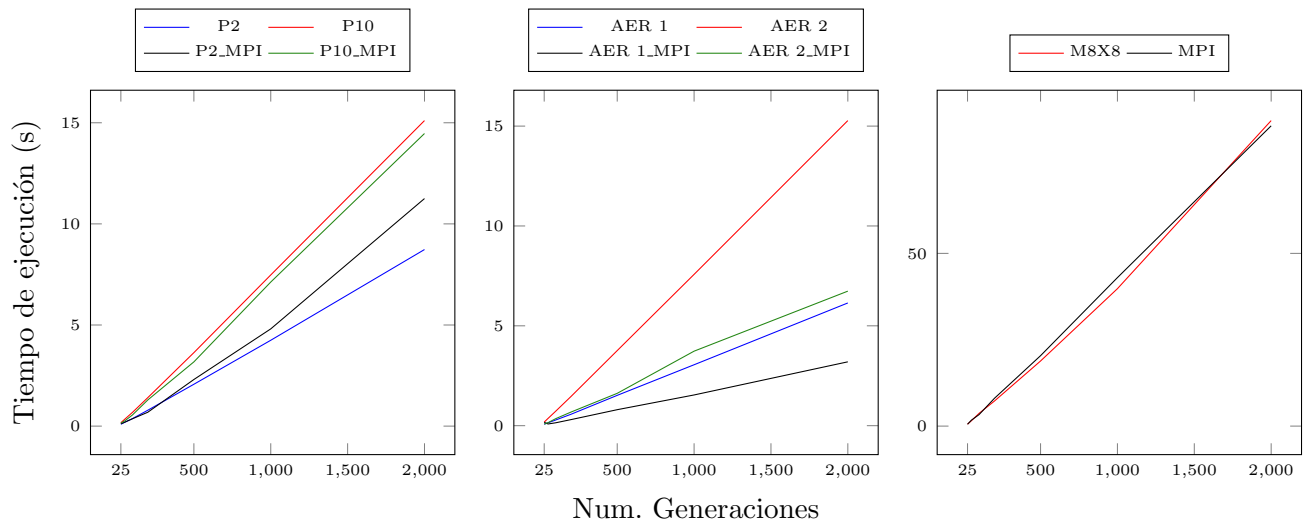 P2 P10
P2_MPI P10_MPI
AER 1 AER 2
AER 1_MPI AER 2_MPI
M8X8 MPI
Tiempo de ejecución (s)
15
10
5
0
25 500 1,000 1,500 2,000
15
10
5
0
25 500 1,000 1,500 2,000
50
0
25 500 1,000 1,500 2,000
Num. Generaciones